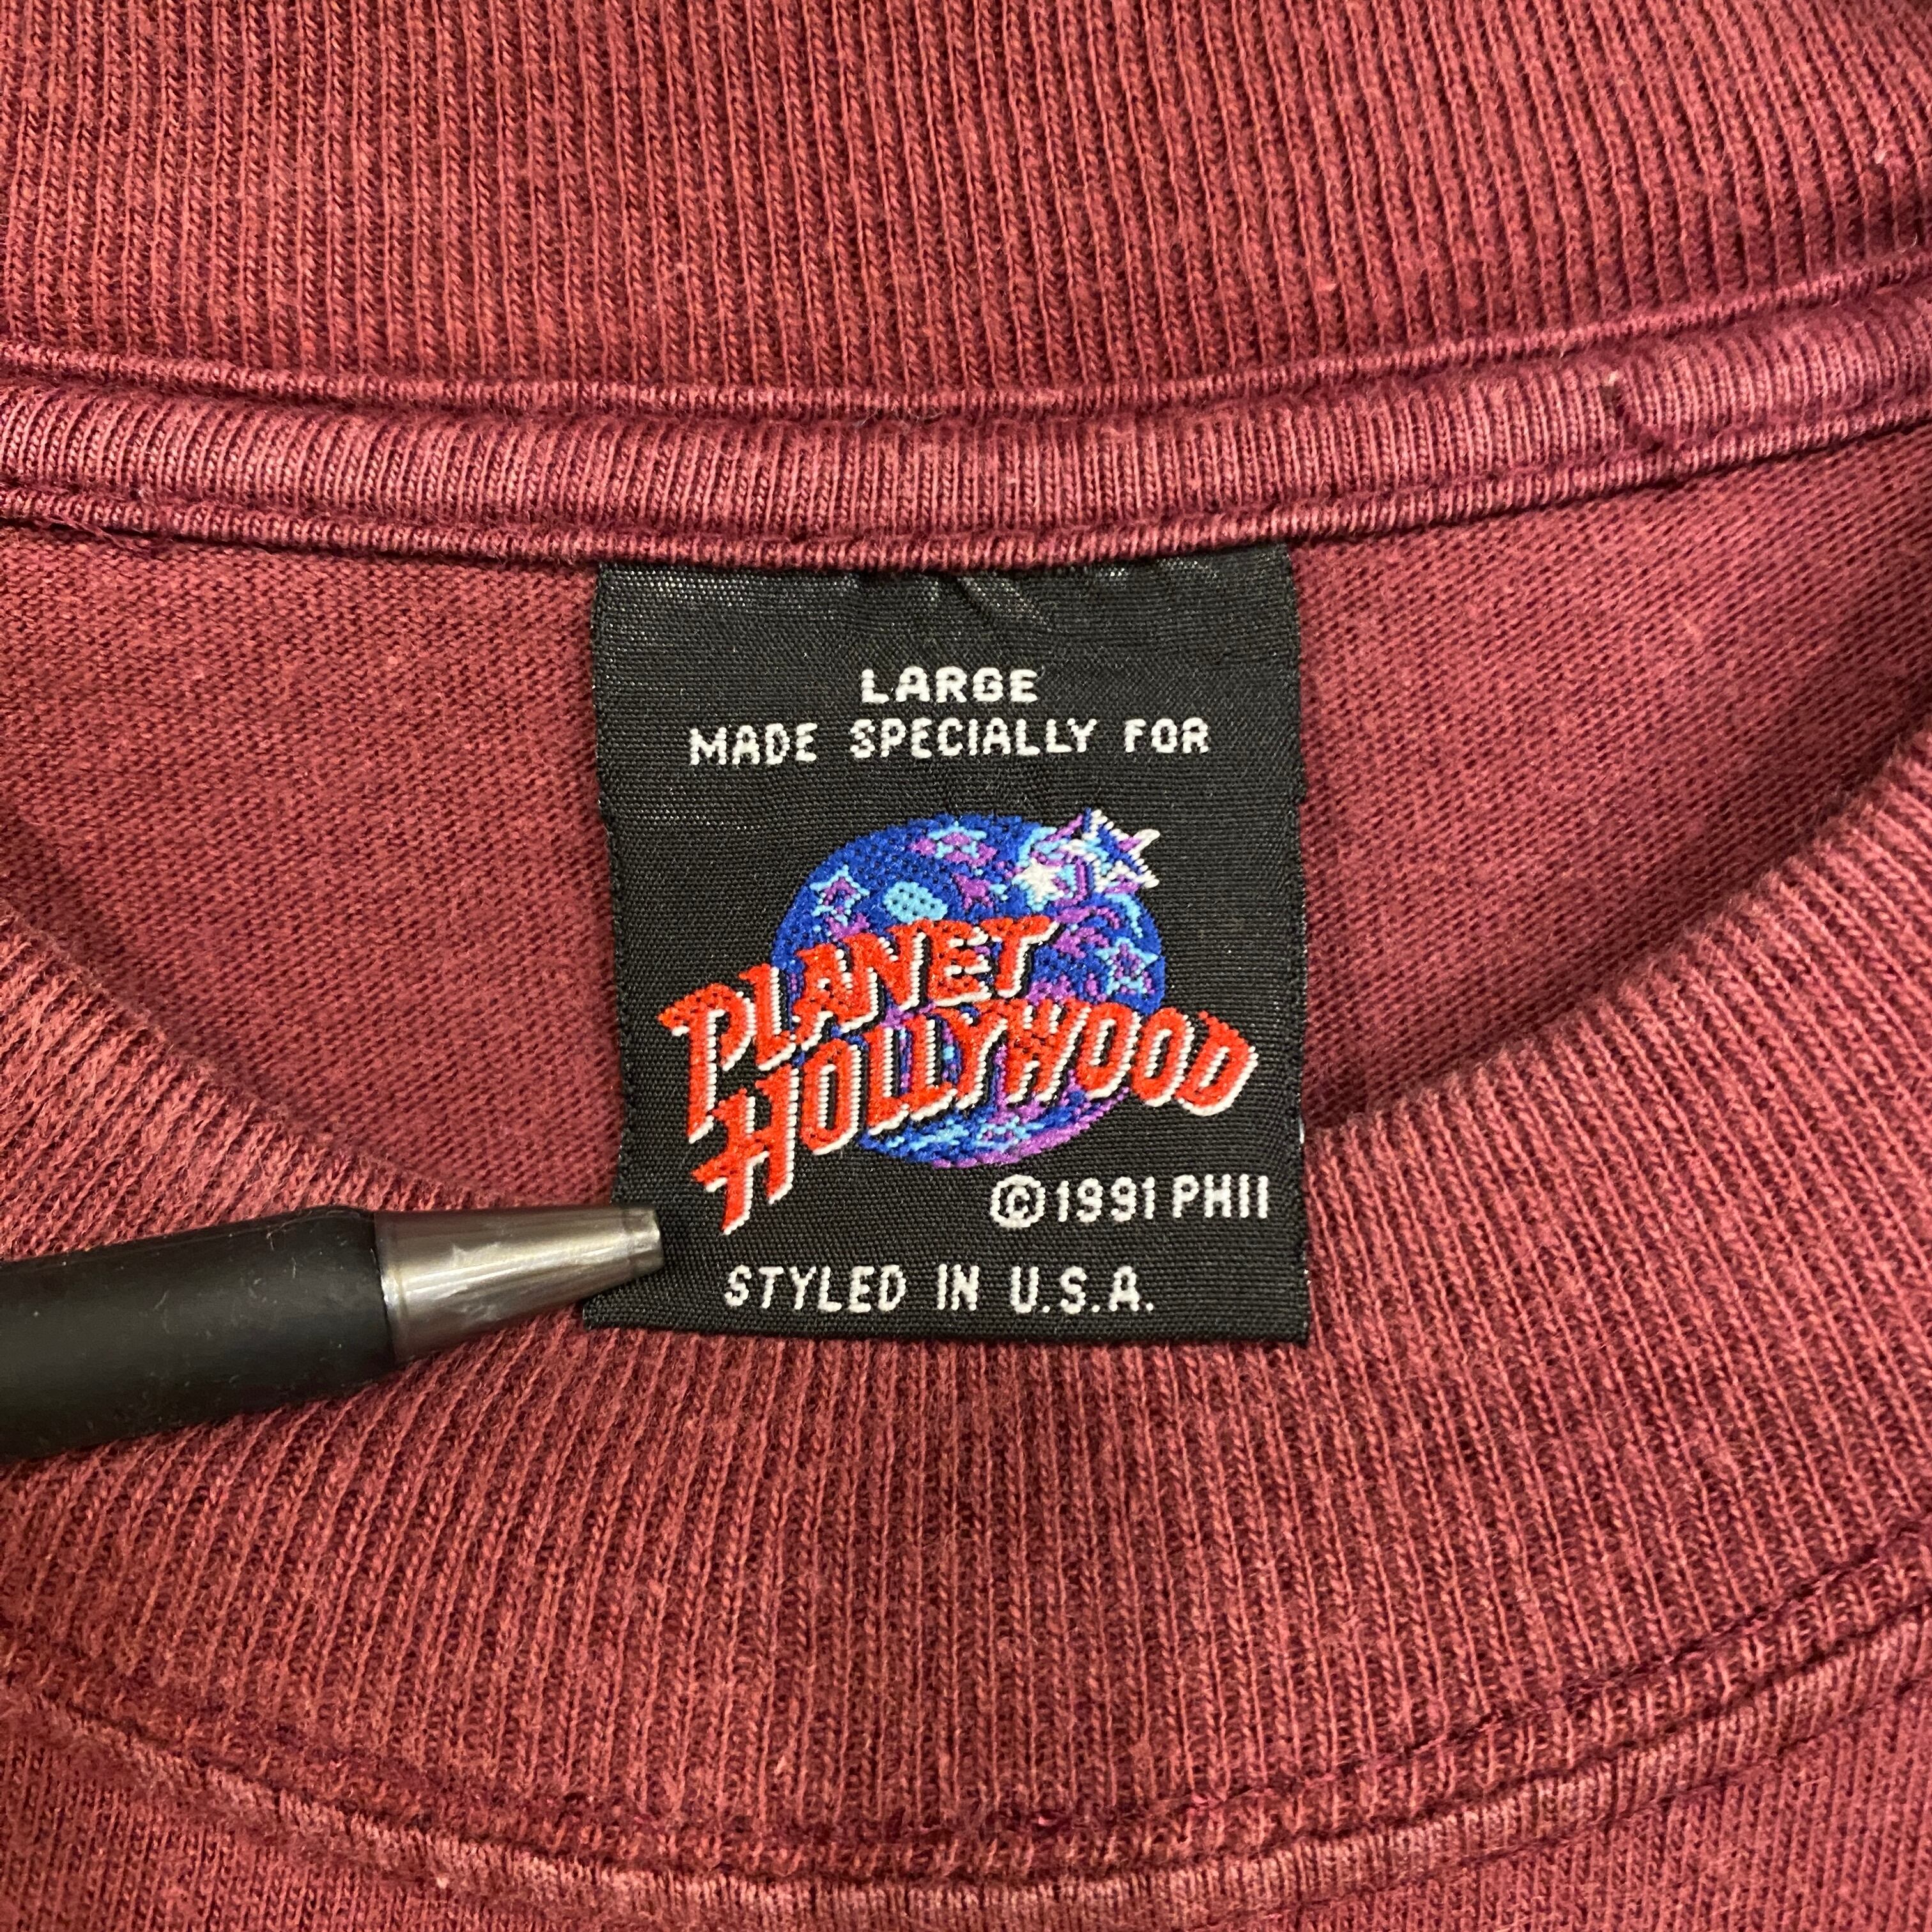 LARGE
MADE SPECIALLY FOR
PLANET
HOLLYWOOD
©1991 PHII
STYLED IN U.S.A.